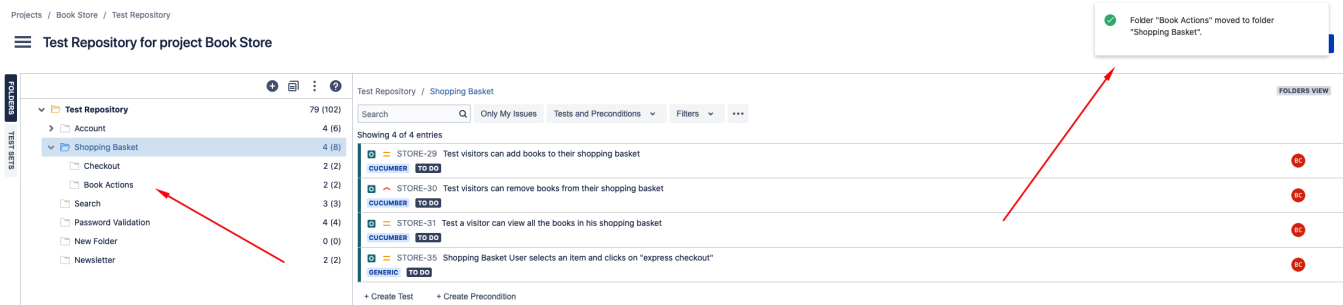 Projects / Book Store / Test Repository
Folder "Book Actions" moved to folder
"Shopping Basket".
Test Repository for project Book Store
FOLDERS
TEST SETS
Test Repository 79 (102)
Account 4 (6)
Shopping Basket 4 (8)
Checkout 2 (2)
Book Actions 2 (2)
Search 3 (3)
Password Validation 4 (4)
New Folder 0 (0)
Newsletter 2 (2)
Test Repository / Shopping Basket
FOLDERS VIEW
Search Only My Issues Tests and Preconditions Filters
Showing 4 of 4 entries
STORE-29 Test visitors can add books to their shopping basket
CUCUMBER TO DO
BC
STORE-30 Test visitors can remove books from their shopping basket
CUCUMBER TO DO
BC
STORE-31 Test a visitor can view all the books in his shopping basket
CUCUMBER TO DO
BC
STORE-35 Shopping Basket User selects an item and clicks on "express checkout"
GENERIC TO DO
BC
+ Create Test + Create Precondition